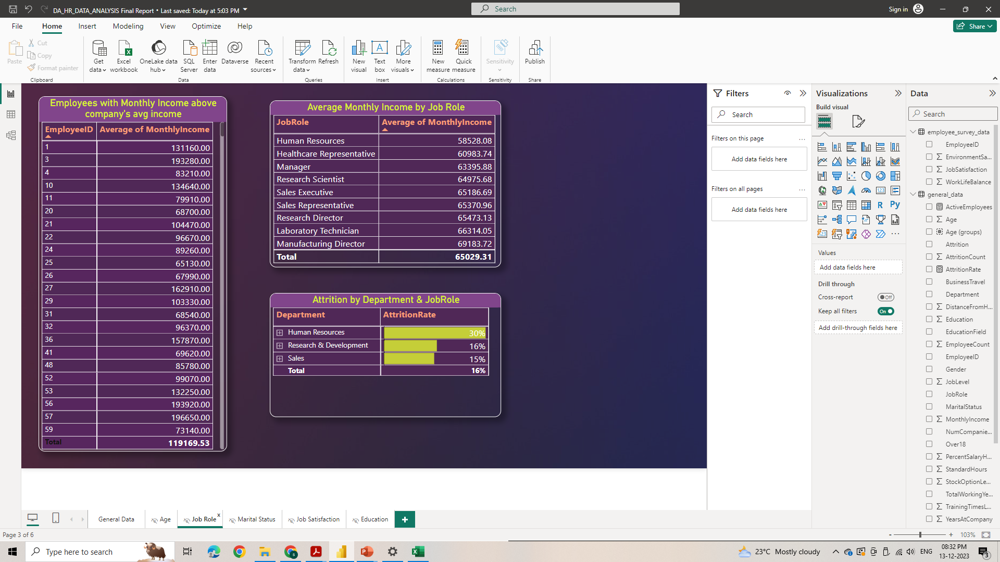 DA_HR_DATA_ANALYSIS Final Report • Last saved: Today at 5:03 PM
Search
Sign in
File Home Insert Modeling View Optimize Help
Share
Paste
Cut
Copy
Format painter
Clipboard
Get data
Excel workbook
OneLake data hub
SQL Server
Enter data
Dataverse
Recent sources
Data
Transform data
Refresh
Queries
New visual
Text box
More visuals
Insert
New measure
Quick measure
Calculations
Sensitivity
Sensitivity
Publish
Share
Employees with Monthly Income above
company's avg income
EmployeeID Average of MonthlyIncome
1 131160.00
3 193280.00
4 83210.00
10 134640.00
11 79910.00
20 68700.00
21 104470.00
22 96670.00
24 89260.00
25 65130.00
26 67990.00
27 162910.00
29 103330.00
31 68540.00
32 96370.00
36 157870.00
41 69620.00
48 85780.00
52 99070.00
53 132250.00
56 193920.00
57 196650.00
59 73140.00
Total 119169.53
Average Monthly Income by Job Role
JobRole Average of MonthlyIncome
Human Resources 58528.08
Healthcare Representative 60983.74
Manager 63395.88
Research Scientist 64975.68
Sales Executive 65186.69
Sales Representative 65370.96
Research Director 65473.13
Laboratory Technician 66314.05
Manufacturing Director 69183.72
Total 65029.31
Attrition by Department & JobRole
Department AttritionRate
Human Resources 30%
Research & Development 16%
Sales 15%
Total 16%
Filters
Search
Filters on this page ...
Add data fields here
Filters on all pages ...
Add data fields here
Visualizations
Build visual
123
R
Py
123
...
Values
Add data fields here
Drill through
Cross-report Off
Keep all filters On
Add drill-through fields here
Data
Search
employee_survey_data
EmployeeID
EnvironmentSa...
JobSatisfaction
WorkLifeBalance
general_data
ActiveEmployees
Age
Age (groups)
Attrition
AttritionCount
AttritionRate
BusinessTravel
Department
DistanceFromH...
Education
EducationField
EmployeeCount
EmployeeID
Gender
JobLevel
JobRole
MaritalStatus
MonthlyIncome
NumCompanie...
Over18
PercentSalaryH...
StandardHours
StockOptionLe...
TotalWorkingYe...
TrainingTimesL...
YearsAtCompany
General Data Age Job Role x Marital Status Job Satisfaction Education +
Page 3 of 6
- + 103%
Type here to search
23°C Mostly cloudy
ENG
08:32 PM
13-12-2023
3